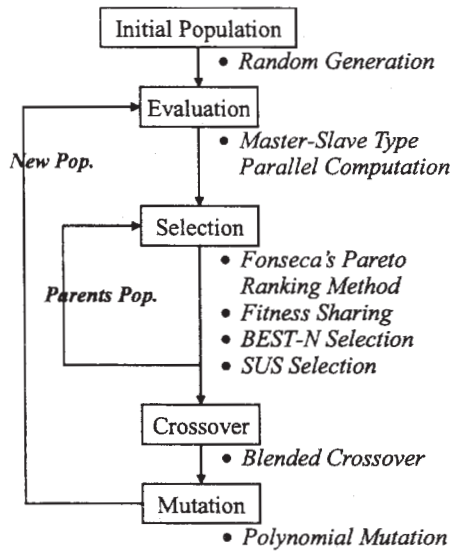 Initial Population
• Random Generation
Evaluation
• Master-Slave Type
Parallel Computation
New Pop.
Selection
• Fonseca's Pareto
Ranking Method
• Fitness Sharing
• BEST-N Selection
• SUS Selection
Parents Pop.
Crossover
• Blended Crossover
Mutation
• Polynomial Mutation